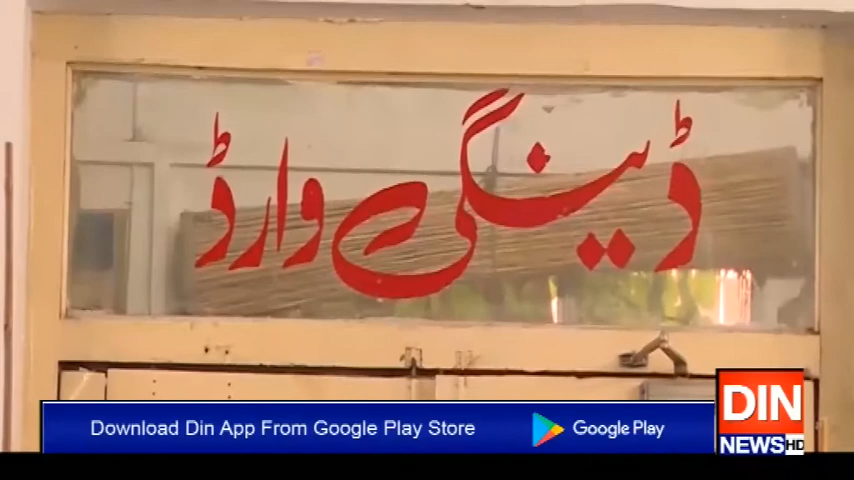 ڈینگی وارڈ
Download Din App From Google Play Store
Google Play
DIN
NEWS HD